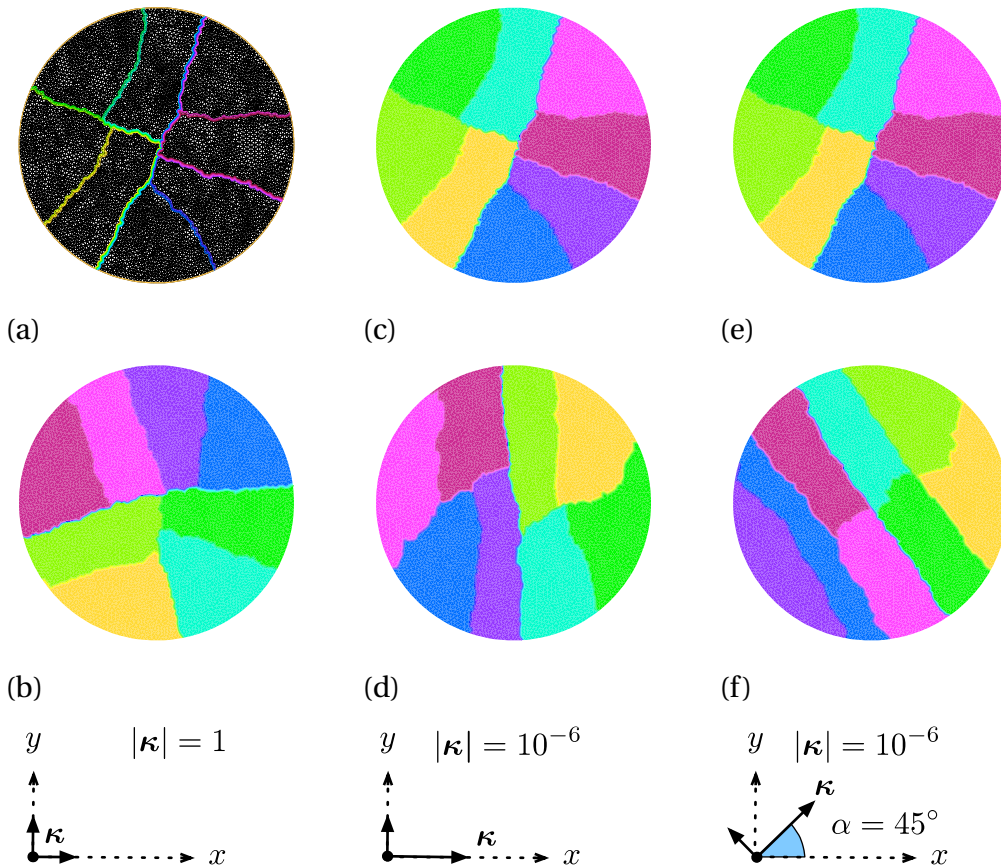 (a) (c) (e)
(b) (d) (f)
y |κ| = 1 y |κ| = 10⁻⁶ y |κ| = 10⁻⁶
κ
κ κ α = 45°
x x x